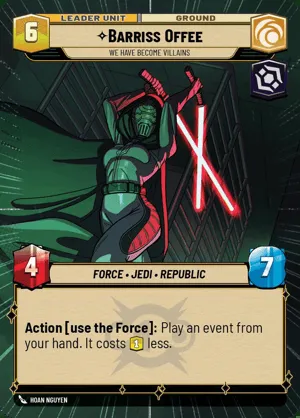 LEADER UNIT
GROUND
6
Barriss Offee
WE HAVE BECOME VILLAINS
4
7
FORCE • JEDI • REPUBLIC
Action [use the Force]: Play an event from
your hand. It costs 1 less.
HOAN NGUYEN